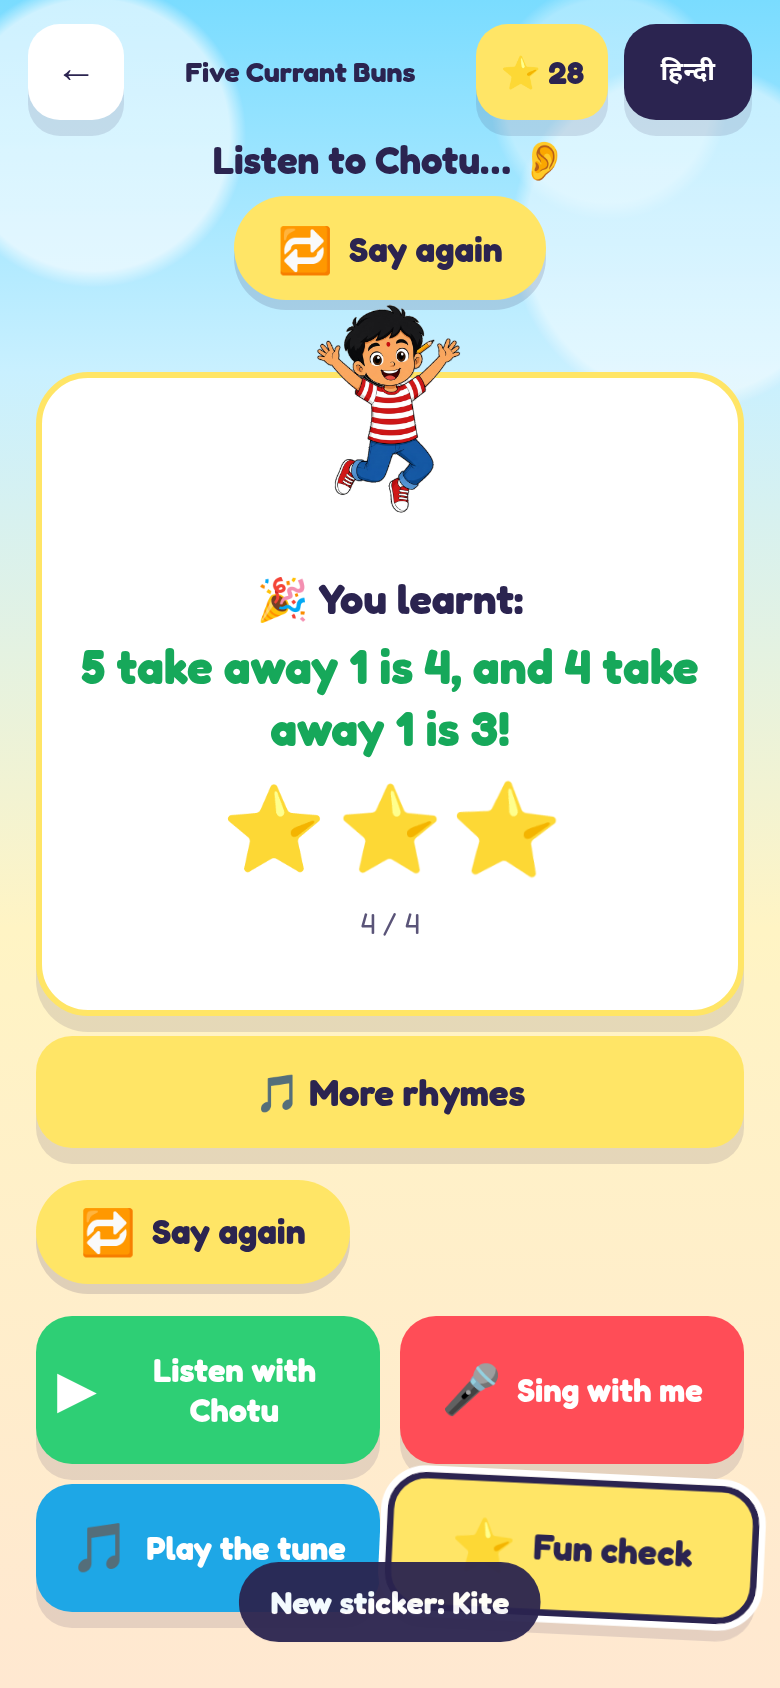 ←
Five Currant Buns
⭐ 28
हिन्दी
Listen to Chotu... 👂
🔁 Say again
🎉 You learnt:
5 take away 1 is 4, and 4 take
away 1 is 3!
4 / 4
🎵 More rhymes
🔁 Say again
▶ Listen with
Chotu
🎤 Sing with me
🎵 Play the tune
⭐ Fun check
New sticker: Kite